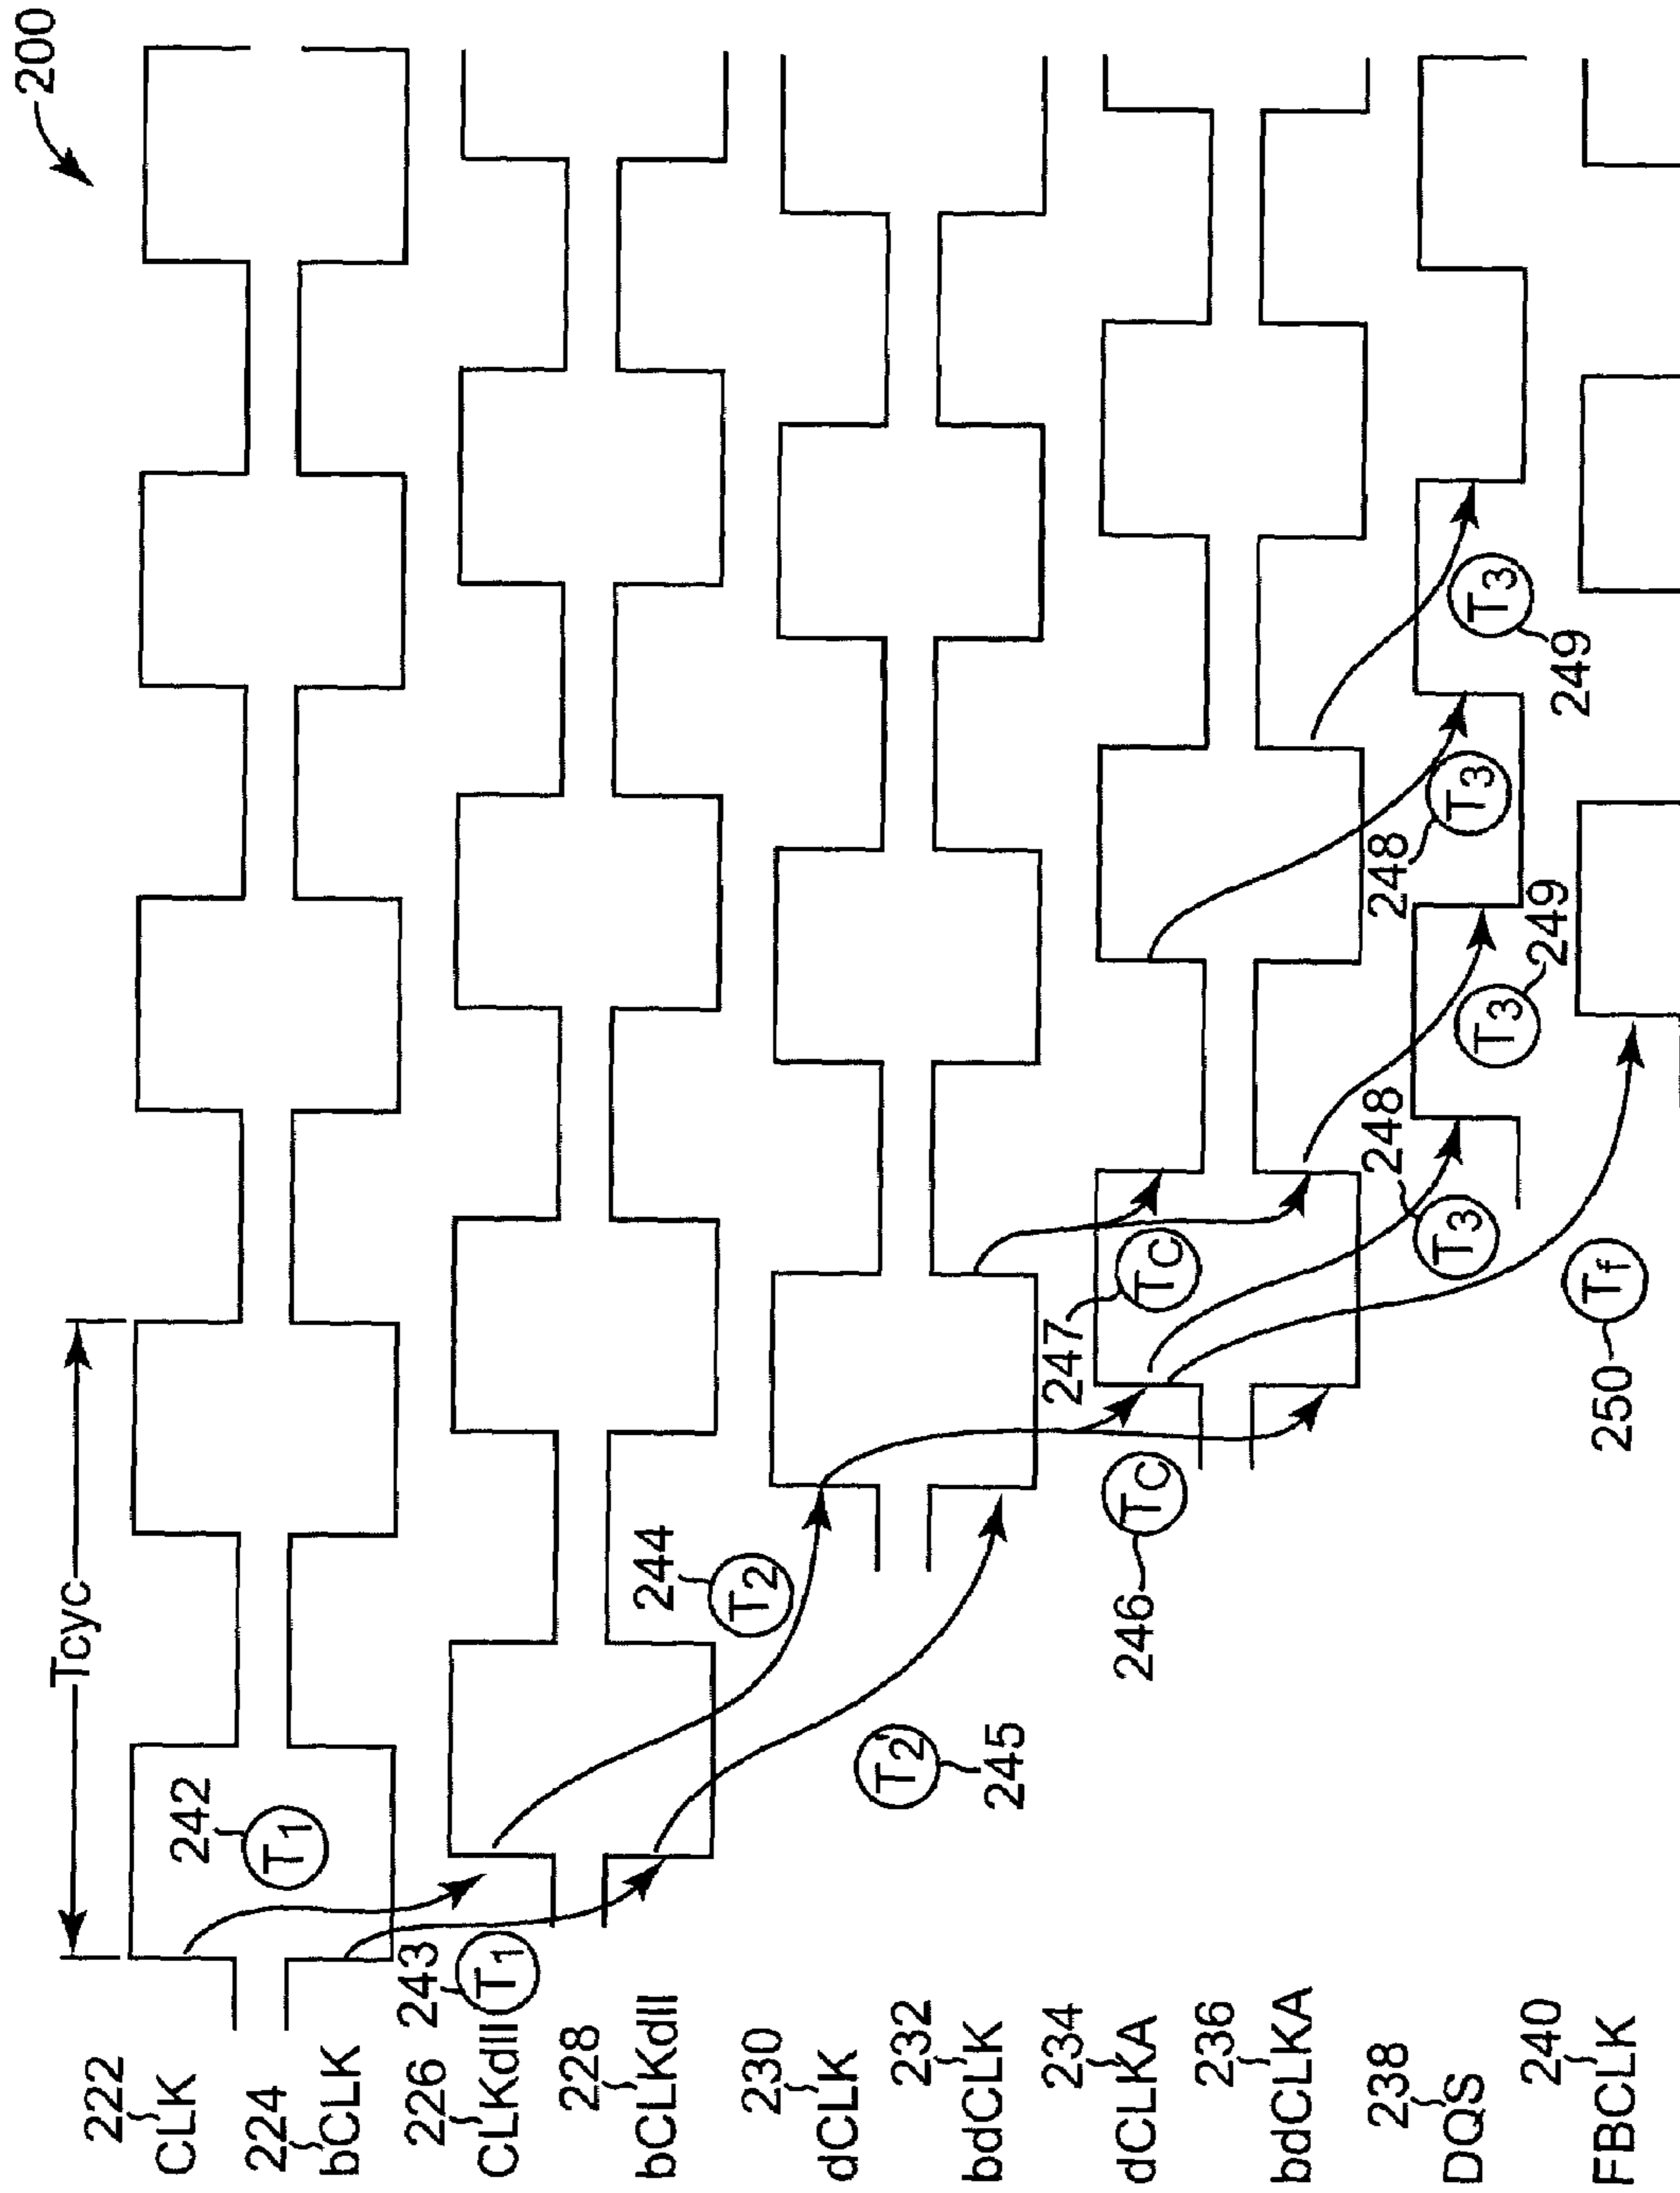 200
Tcyc
222
CLK
242
T1
224
bCLK
243
T1
226
CLKdll
228
bCLKdll
244
T2
230
dCLK
T2
245
232
bdCLK
247
TC
234
dCLKA
246
TC
236
bdCLKA
248
T3
248
T3
238
DQS
249
T3
249
T3
240
FBCLK
250
Tf